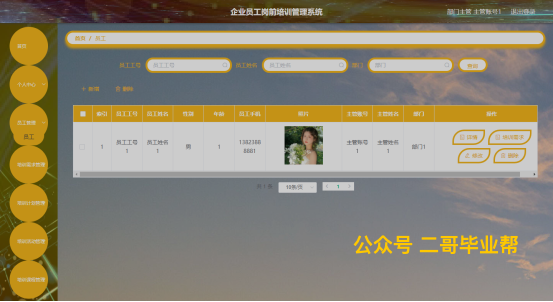 企业员工岗前培训管理系统
部门主管 主管账号1 退出登录
首页
个人中心
员工管理
员工
培训需求管理
培训计划管理
培训活动管理
培训课程管理
首页 / 员工
员工工号 员工工号 员工姓名 员工姓名 部门 部门 查询
+ 新增 删除
索引 员工工号 员工姓名 性别 年龄 员工手机 照片 主管账号 主管姓名 部门 操作
1 员工工号1 员工姓名1 1 13823888881 主管账号1 主管姓名1 部门1
详情 培训需求
修改 删除
共 1 条 10条/页 1
公众号 二哥毕业帮